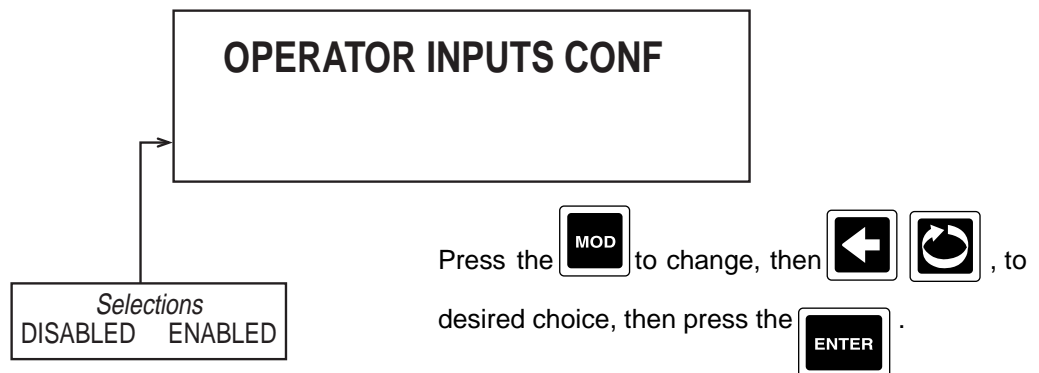 OPERATOR INPUTS CONF
Press the MOD to change, then , to
Selections
DISABLED ENABLED
desired choice, then press the ENTER .